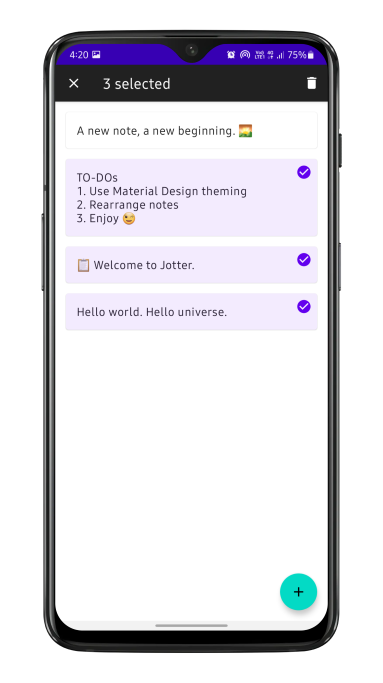 4:20 75%
3 selected
A new note, a new beginning. 🌅
TO-DOs
1. Use Material Design theming
2. Rearrange notes
3. Enjoy 😉
📋 Welcome to Jotter.
Hello world. Hello universe.
+